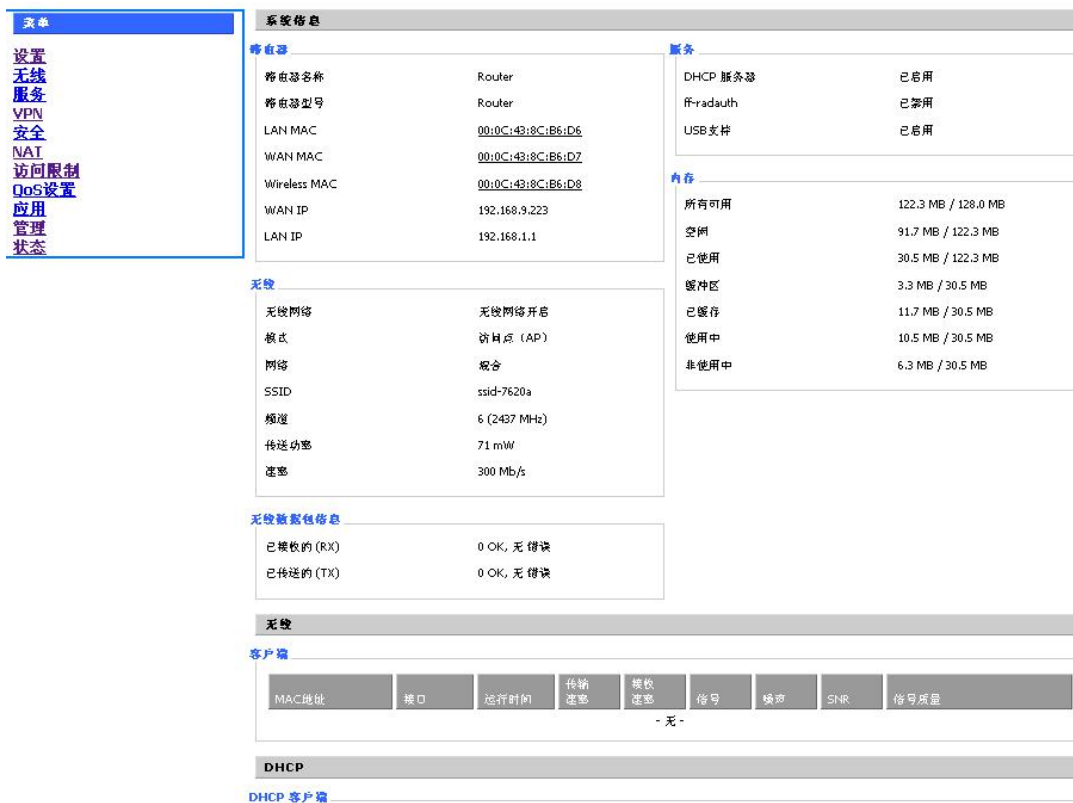 菜单
设置
无线
服务
VPN
安全
NAT
访问限制
QoS设置
应用
管理
状态
系统信息
路由器
路由器名称 Router
路由器型号 Router
LAN MAC 00:0C:43:8C:B6:D6
WAN MAC 00:0C:43:8C:B6:D7
Wireless MAC 00:0C:43:8C:B6:D8
WAN IP 192.168.9.223
LAN IP 192.168.1.1
无线
无线网络 无线网络开启
模式 访问点（AP）
网络 混合
SSID ssid-7620a
频道 6 (2437 MHz)
传送功率 71 mW
速率 300 Mb/s
无线数据包信息
已接收的 (RX) 0 OK, 无 错误
已传送的 (TX) 0 OK, 无 错误
服务
DHCP 服务器 已启用
ff-radauth 已禁用
USB支持 已启用
内存
所有可用 122.3 MB / 128.0 MB
空闲 91.7 MB / 122.3 MB
已使用 30.5 MB / 122.3 MB
缓冲区 3.3 MB / 30.5 MB
已缓存 11.7 MB / 30.5 MB
使用中 10.5 MB / 30.5 MB
非使用中 6.3 MB / 30.5 MB
无线
客户端
MAC地址 接口 运行时间 传输速率 接收速率 信号 噪声 SNR 信号质量
- 无 -
DHCP
DHCP 客户端